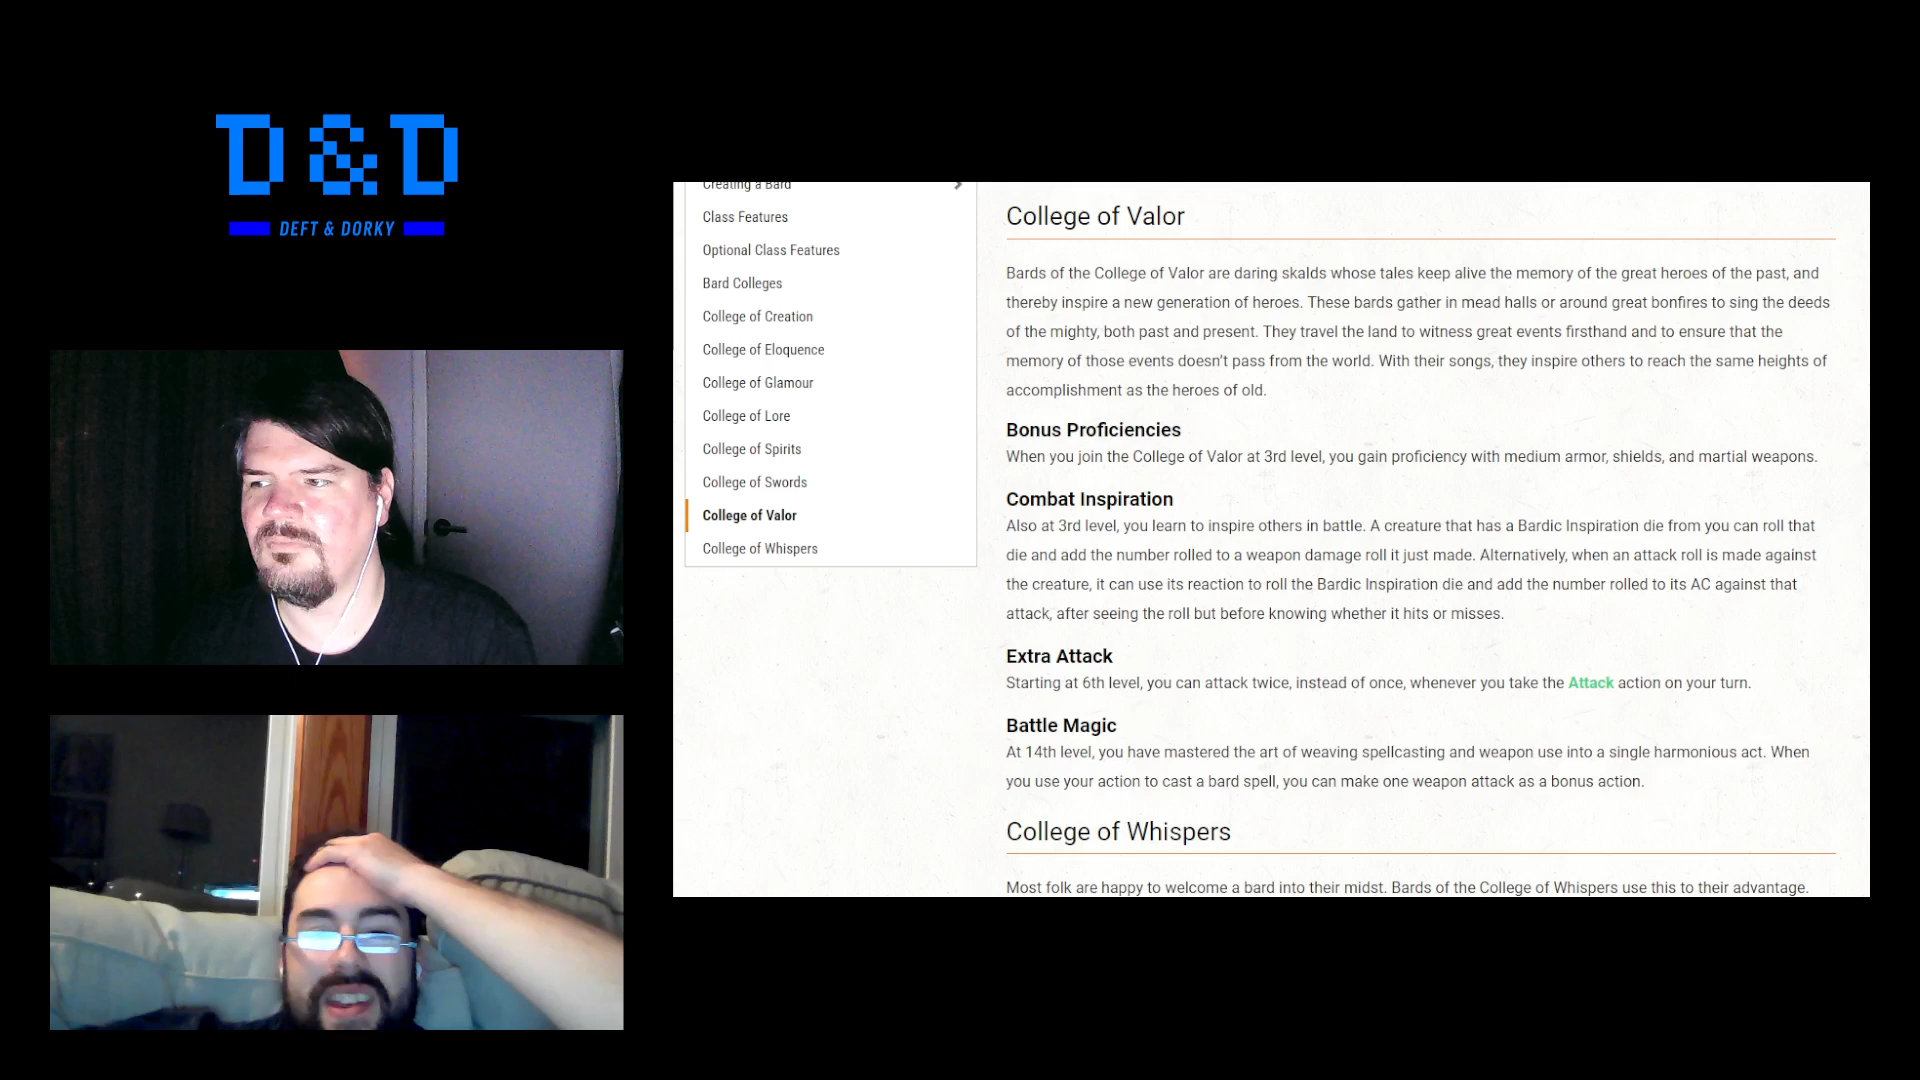 D & D
DEFT & DORKY
Creating a Bard
Class Features
Optional Class Features
Bard Colleges
College of Creation
College of Eloquence
College of Glamour
College of Lore
College of Spirits
College of Swords
College of Valor
College of Whispers
College of Valor
Bards of the College of Valor are daring skalds whose tales keep alive the memory of the great heroes of the past, and
thereby inspire a new generation of heroes. These bards gather in mead halls or around great bonfires to sing the deeds
of the mighty, both past and present. They travel the land to witness great events firsthand and to ensure that the
memory of those events doesn’t pass from the world. With their songs, they inspire others to reach the same heights of
accomplishment as the heroes of old.
Bonus Proficiencies
When you join the College of Valor at 3rd level, you gain proficiency with medium armor, shields, and martial weapons.
Combat Inspiration
Also at 3rd level, you learn to inspire others in battle. A creature that has a Bardic Inspiration die from you can roll that
die and add the number rolled to a weapon damage roll it just made. Alternatively, when an attack roll is made against
the creature, it can use its reaction to roll the Bardic Inspiration die and add the number rolled to its AC against that
attack, after seeing the roll but before knowing whether it hits or misses.
Extra Attack
Starting at 6th level, you can attack twice, instead of once, whenever you take the Attack action on your turn.
Battle Magic
At 14th level, you have mastered the art of weaving spellcasting and weapon use into a single harmonious act. When
you use your action to cast a bard spell, you can make one weapon attack as a bonus action.
College of Whispers
Most folk are happy to welcome a bard into their midst. Bards of the College of Whispers use this to their advantage.